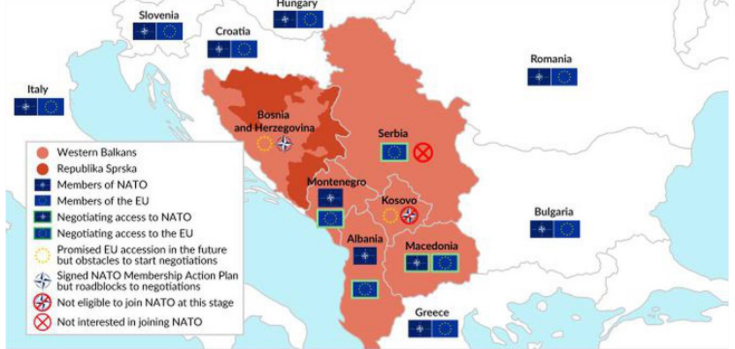 Hungary
Slovenia
Croatia
Romania
Italy
Bosnia
and Herzegovina
Serbia
Western Balkans
Republika Sprska
Members of NATO
Members of the EU
Negotiating access to NATO
Negotiating access to the EU
Promised EU accession in the future
but obstacles to start negotiations
Signed NATO Membership Action Plan
but roadblocks to negotiations
Not eligible to join NATO at this stage
Not interested in joining NATO
Montenegro
Kosovo
Albania
Macedonia
Bulgaria
Greece